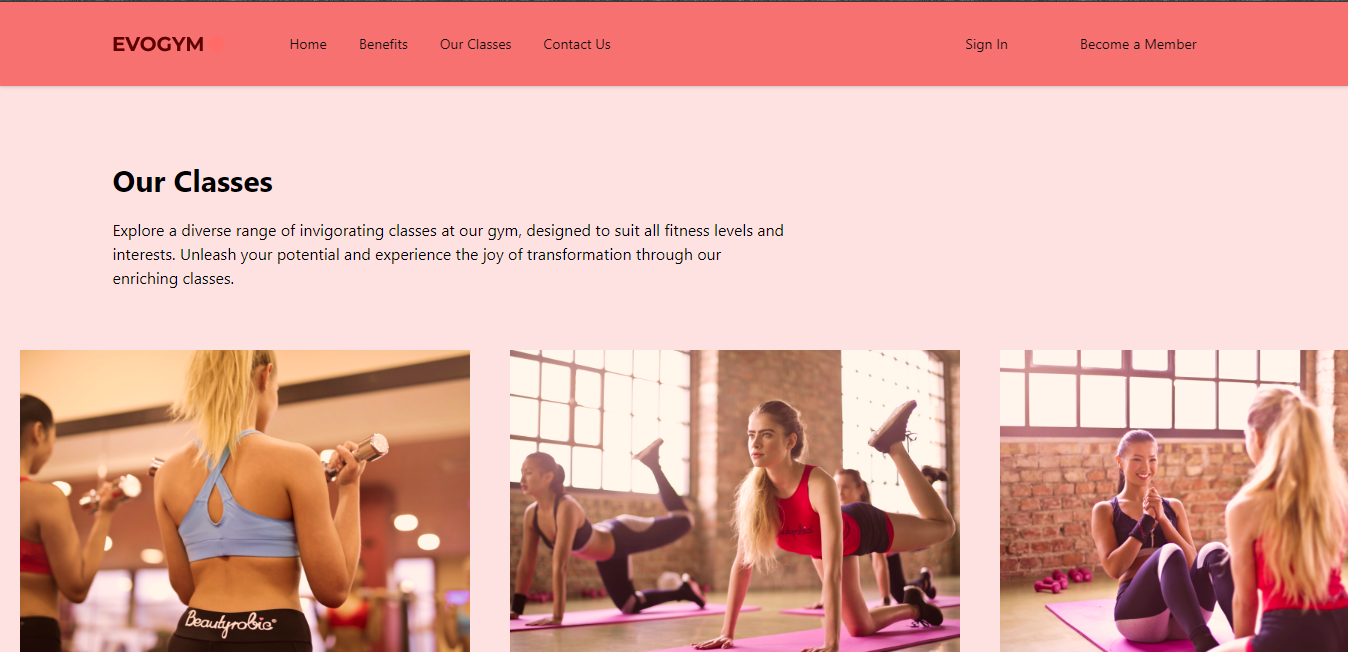 EVOGYM Home Benefits Our Classes Contact Us Sign In Become a Member
Our Classes
Explore a diverse range of invigorating classes at our gym, designed to suit all fitness levels and
interests. Unleash your potential and experience the joy of transformation through our
enriching classes.
Beautyrobic®